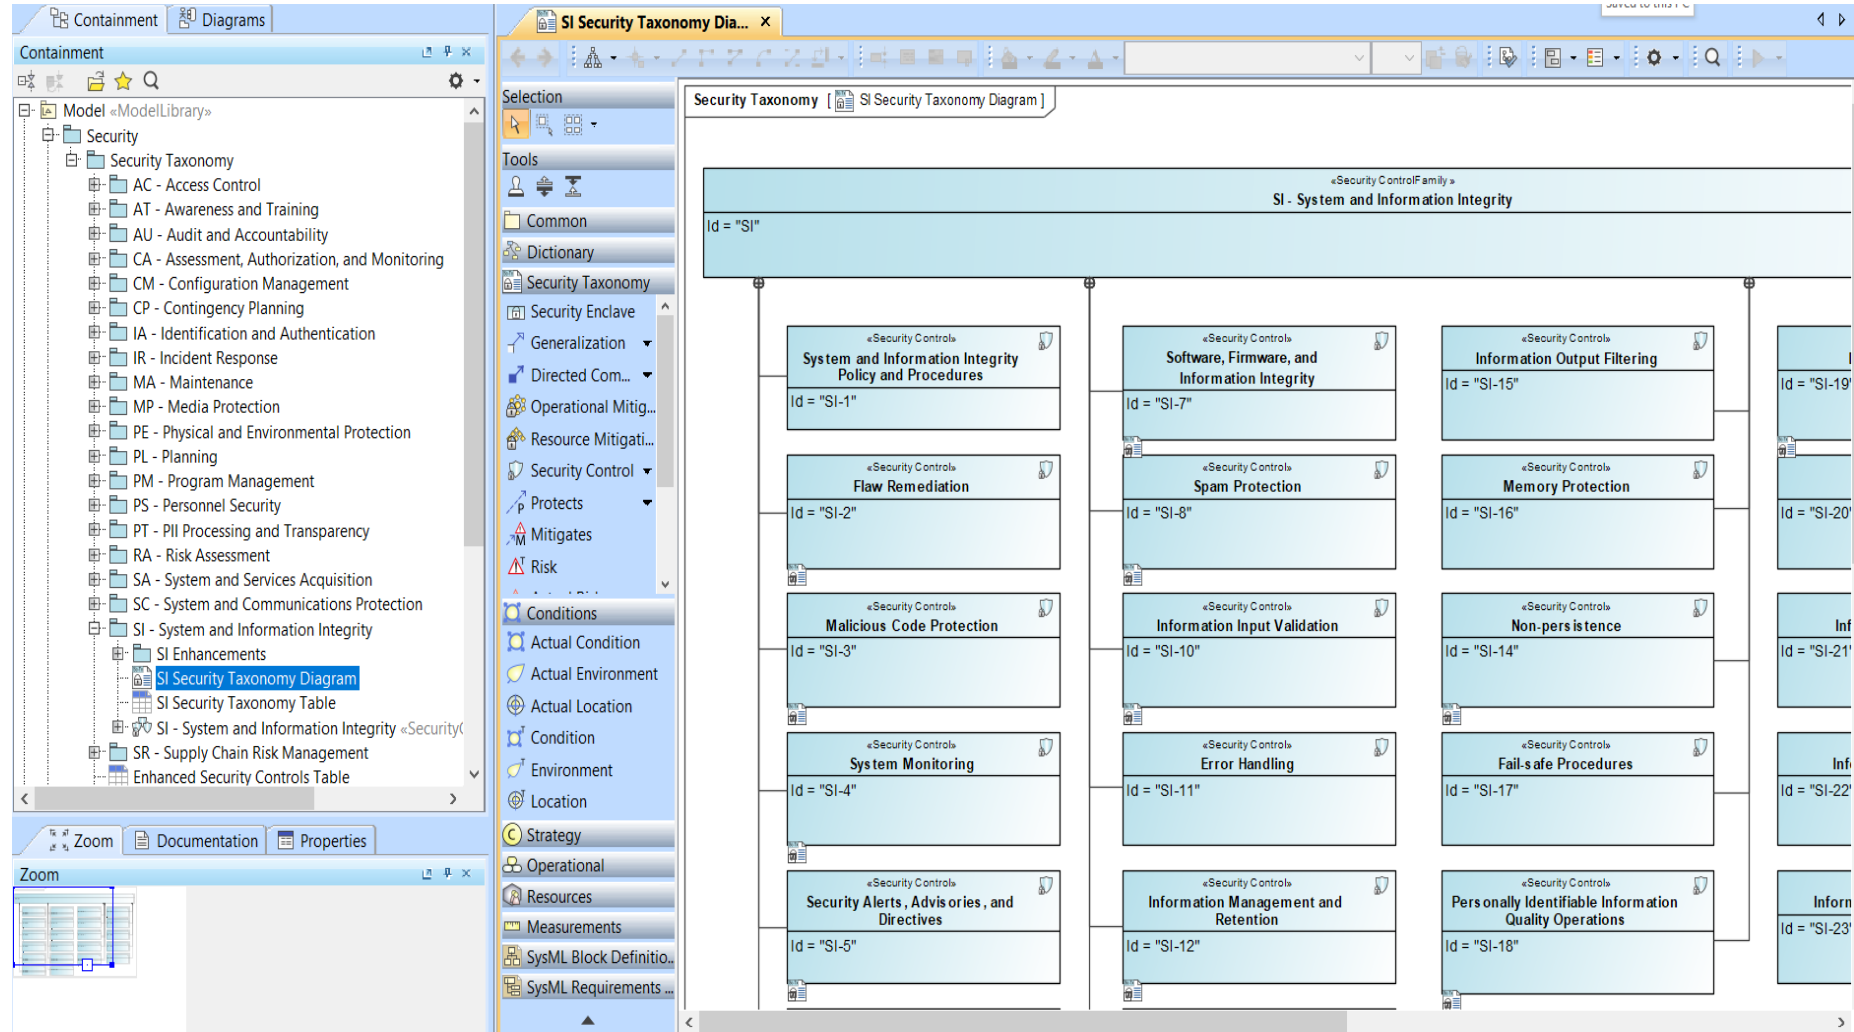 Containment
Diagrams
Containment
Model «ModelLibrary»
Security
Security Taxonomy
AC - Access Control
AT - Awareness and Training
AU - Audit and Accountability
CA - Assessment, Authorization, and Monitoring
CM - Configuration Management
CP - Contingency Planning
IA - Identification and Authentication
IR - Incident Response
MA - Maintenance
MP - Media Protection
PE - Physical and Environmental Protection
PL - Planning
PM - Program Management
PS - Personnel Security
PT - PII Processing and Transparency
RA - Risk Assessment
SA - System and Services Acquisition
SC - System and Communications Protection
SI - System and Information Integrity
SI Enhancements
SI Security Taxonomy Diagram
SI Security Taxonomy Table
SI - System and Information Integrity «Security
SR - Supply Chain Risk Management
Enhanced Security Controls Table
Zoom
Documentation
Properties
Zoom
SI Security Taxonomy Dia...
Selection
Tools
Common
Dictionary
Security Taxonomy
Security Enclave
Generalization
Directed Com...
Operational Mitig...
Resource Mitigati...
Security Control
Protects
Mitigates
Risk
Conditions
Actual Condition
Actual Environment
Actual Location
Condition
Environment
Location
Strategy
Operational
Resources
Measurements
SysML Block Definitio..
SysML Requirements ...
Security Taxonomy [ SI Security Taxonomy Diagram ]
«Security ControlFamily»
SI - System and Information Integrity
Id = "SI"
«Security Control»
System and Information Integrity
Policy and Procedures
Id = "SI-1"
«Security Control»
Flaw Remediation
Id = "SI-2"
«Security Control»
Malicious Code Protection
Id = "SI-3"
«Security Control»
System Monitoring
Id = "SI-4"
«Security Control»
Security Alerts, Advisories, and
Directives
Id = "SI-5"
«Security Control»
Software, Firmware, and
Information Integrity
Id = "SI-7"
«Security Control»
Spam Protection
Id = "SI-8"
«Security Control»
Information Input Validation
Id = "SI-10"
«Security Control»
Error Handling
Id = "SI-11"
«Security Control»
Information Management and
Retention
Id = "SI-12"
«Security Control»
Information Output Filtering
Id = "SI-15"
«Security Control»
Memory Protection
Id = "SI-16"
«Security Control»
Non-persistence
Id = "SI-14"
«Security Control»
Fail-safe Procedures
Id = "SI-17"
«Security Control»
Personally Identifiable Information
Quality Operations
Id = "SI-18"
Id = "SI-19"
Id = "SI-20"
Inf
Id = "SI-21"
Inf
Id = "SI-22"
Inforn
Id = "SI-23"